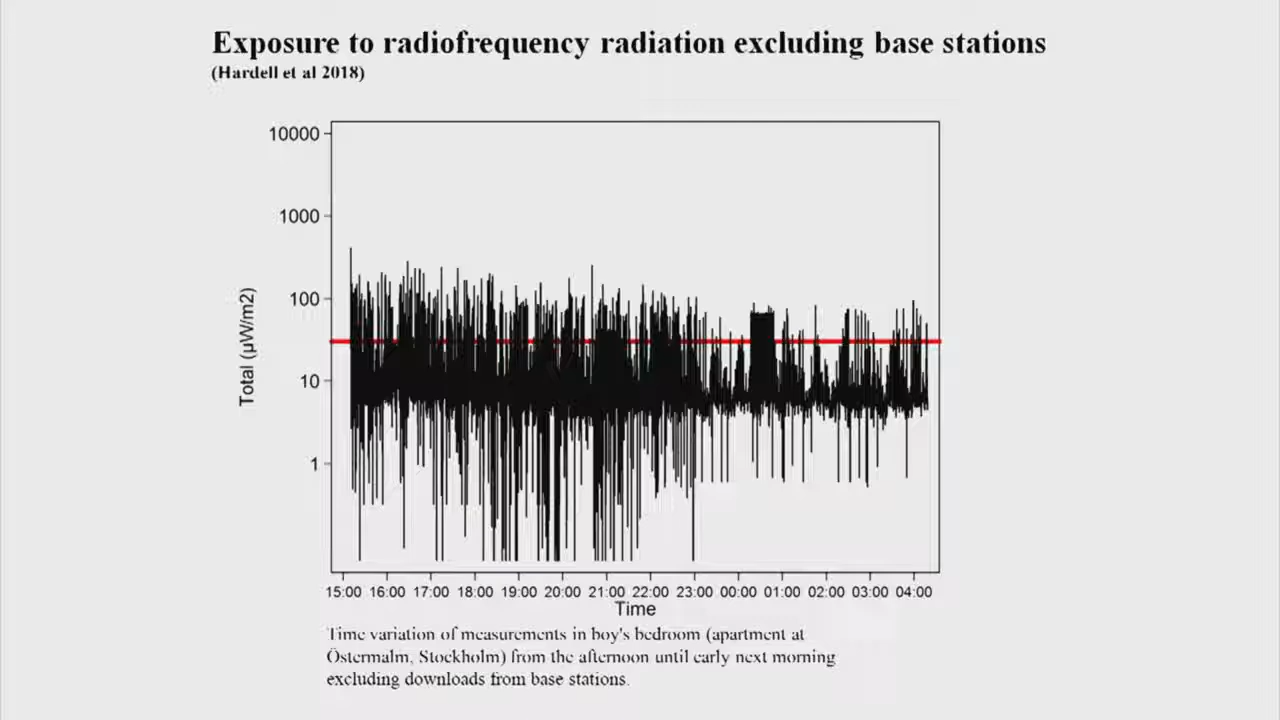 Exposure to radiofrequency radiation excluding base stations
(Hardell et al 2018)
10000
1000
100
10
1
Total (µW/m2)
15:00 16:00 17:00 18:00 19:00 20:00 21:00 22:00 23:00 00:00 01:00 02:00 03:00 04:00
Time
Time variation of measurements in boy's bedroom (apartment at
Östermalm, Stockholm) from the afternoon until early next morning
excluding downloads from base stations.